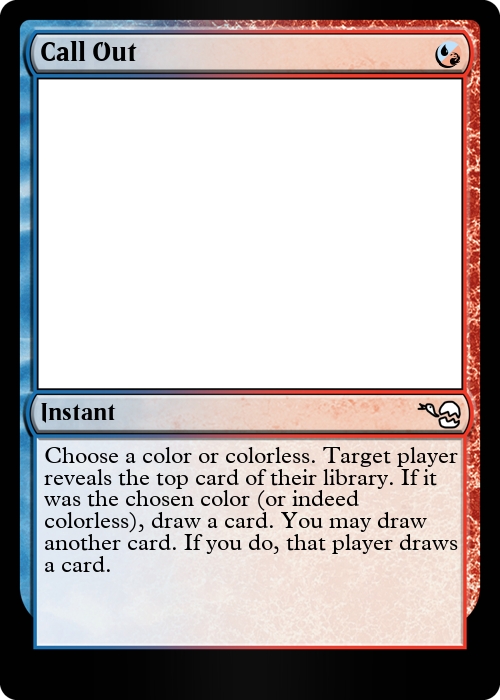 Call Out
Instant
Choose a color or colorless. Target player
reveals the top card of their library. If it
was the chosen color (or indeed
colorless), draw a card. You may draw
another card. If you do, that player draws
a card.